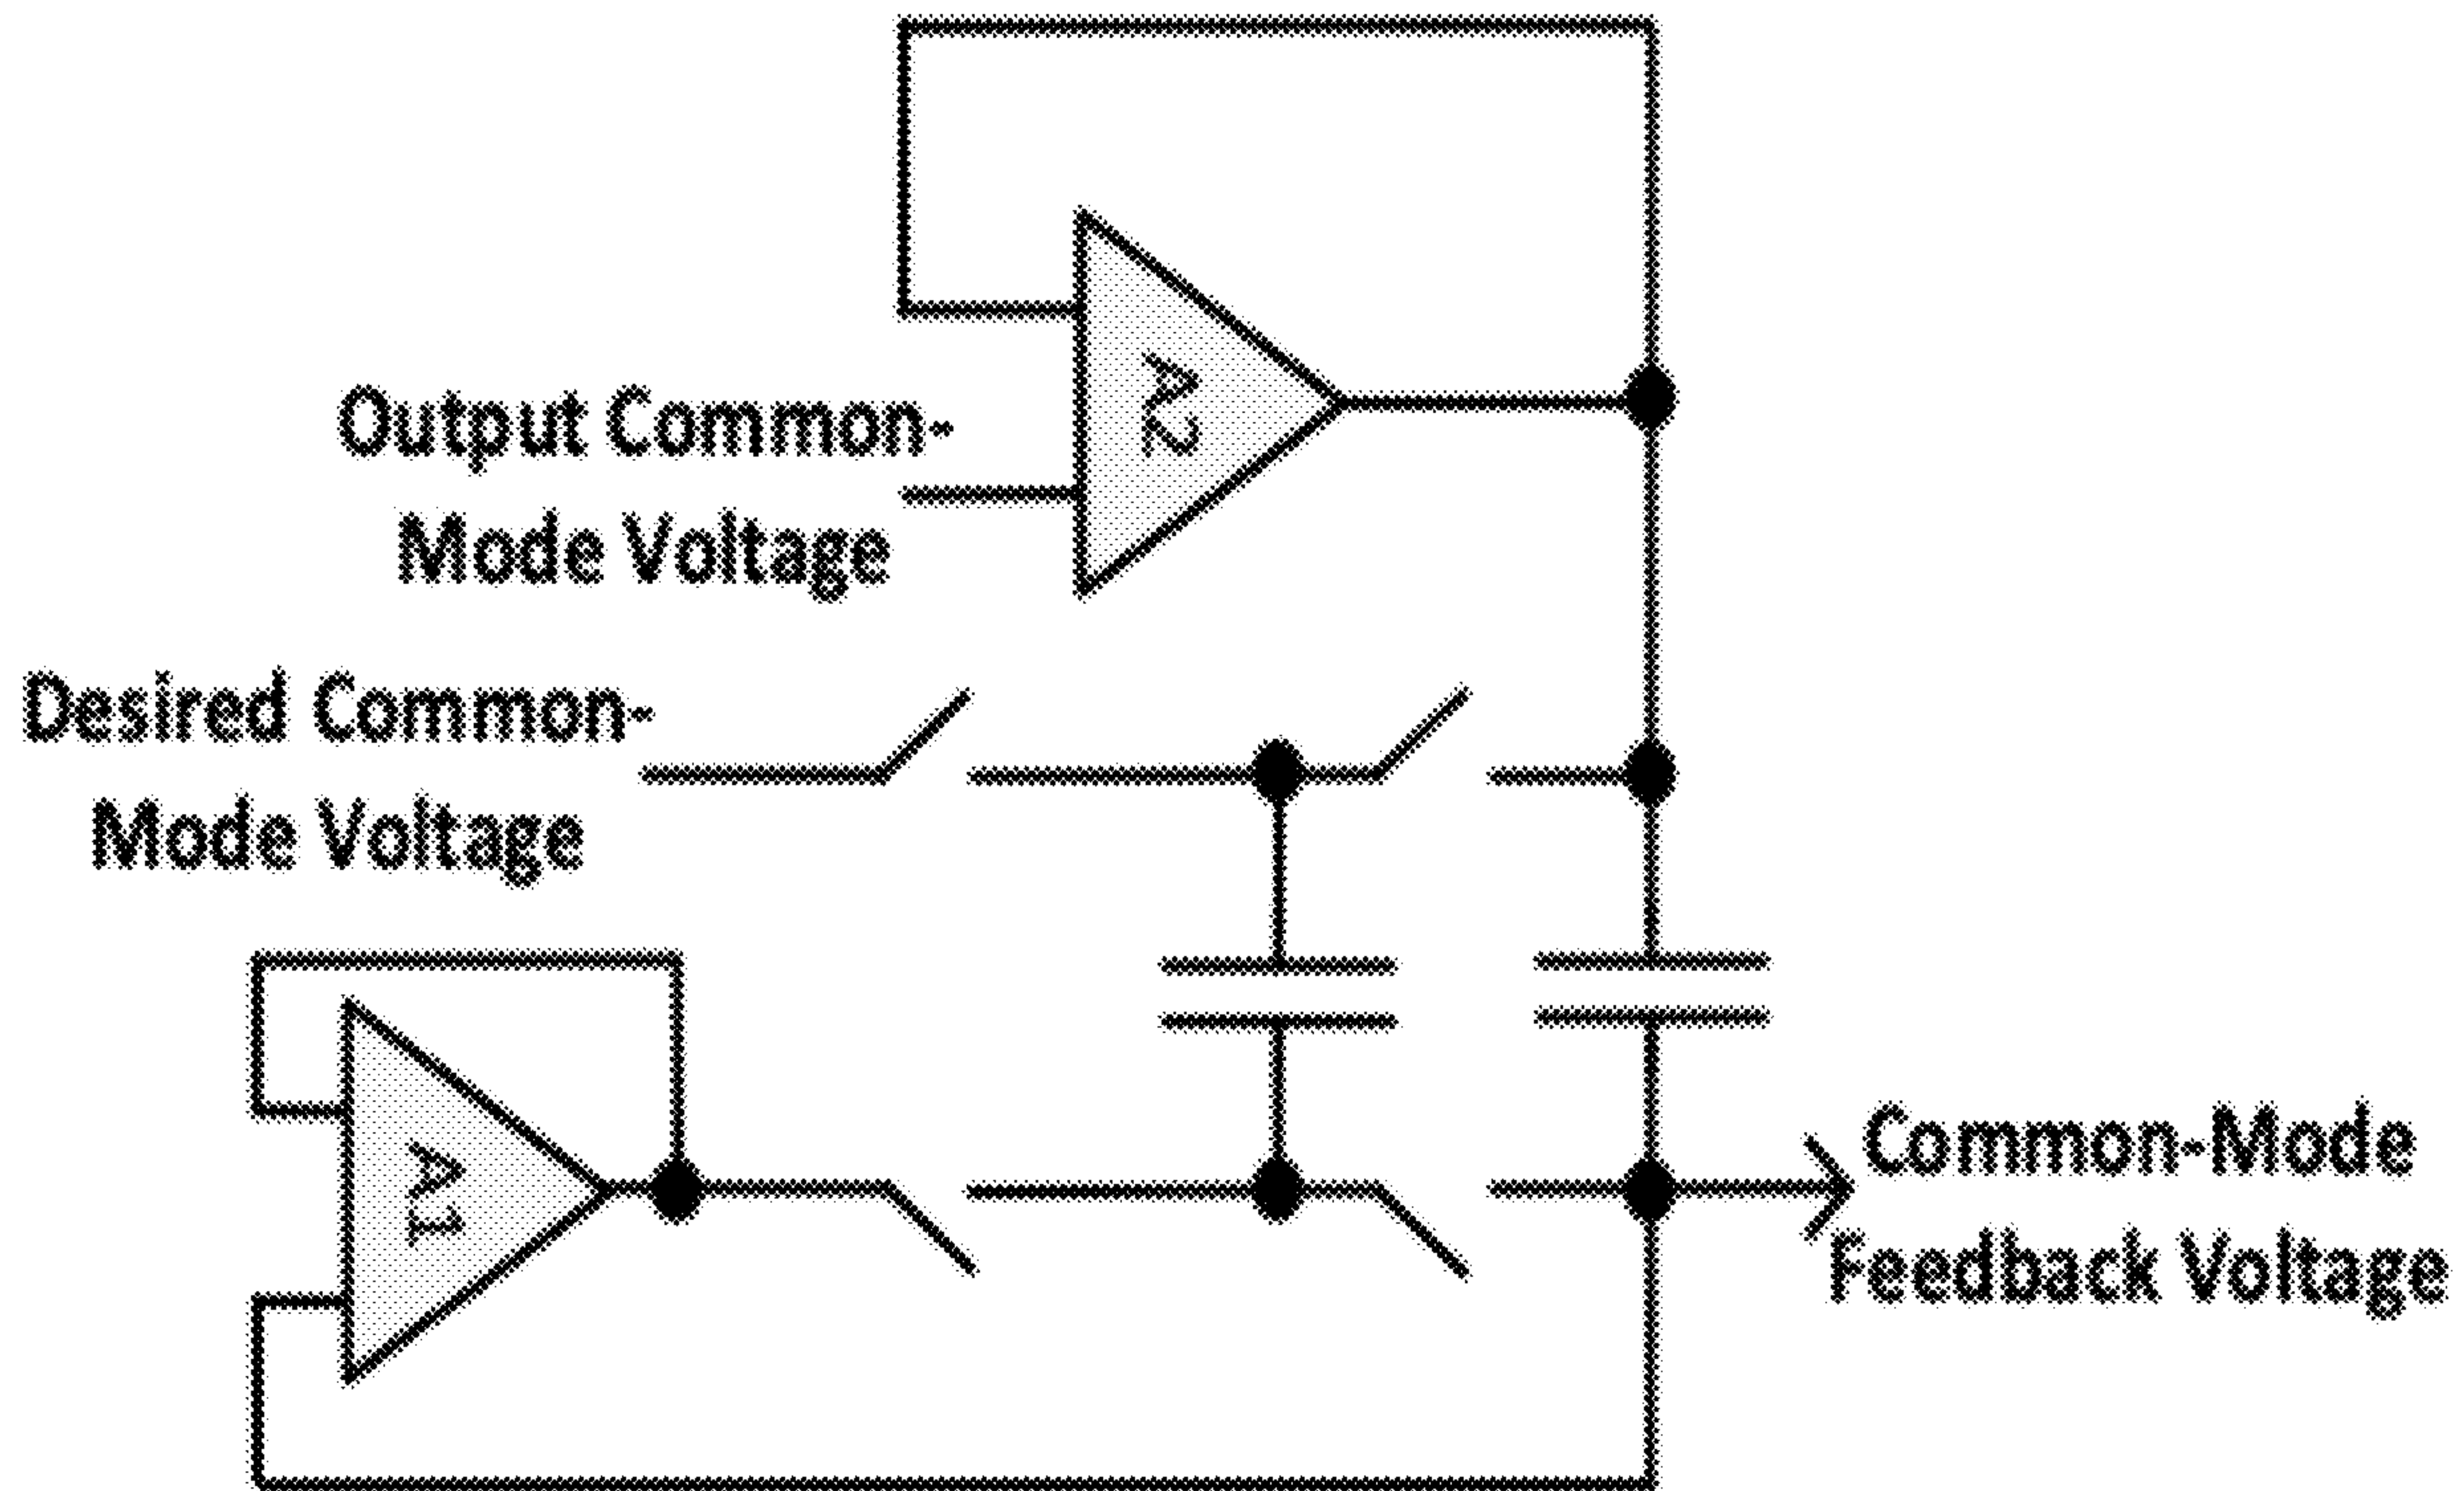 A2
Output Common-
Mode Voltage
Desired Common-
Mode Voltage
A1
Common-Mode
Feedback Voltage